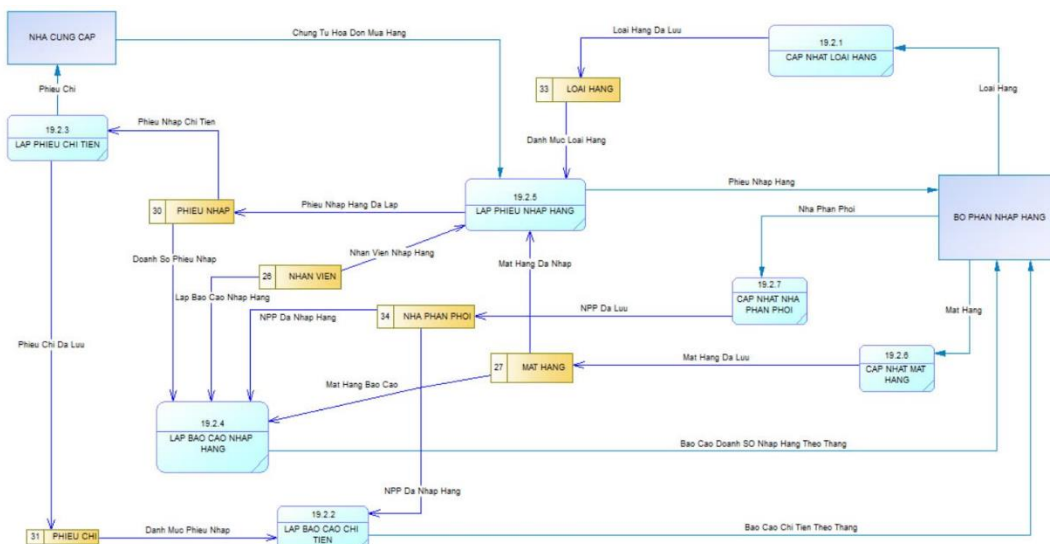 NHA CUNG CAP
Chung Tu Hoa Don Mua Hang
Loai Hang Da Luu
19.2.1
CAP NHAT LOAI HANG
Phieu Chi
33 LOAI HANG
Loai Hang
19.2.3
LAP PHIEU CHI TIEN
Phieu Nhap Chi Tien
Danh Muc Loai Hang
19.2.5
LAP PHIEU NHAP HANG
Phieu Nhap Hang
30 PHIEU NHAP
Phieu Nhap Hang Da Lap
Nha Phan Phoi
BO PHAN NHAP HANG
Doanh So Phieu Nhap
Nhan Vien Nhap Hang
Mat Hang Da Nhap
26 NHAN VIEN
19.2.7
CAP NHAT NHA
PHAN PHOI
Lap Bao Cao Nhap Hang
NPP Da Nhap Hang
34 NHA PHAN PHOI
NPP Da Luu
Mat Hang
Phieu Chi Da Luu
27 MAT HANG
Mat Hang Da Luu
19.2.6
CAP NHAT MAT
HANG
Mat Hang Bao Cao
19.2.4
LAP BAO CAO NHAP
HANG
Bao Cao Doanh SO Nhap Hang Theo Thang
NPP Da Nhap Hang
31 PHIEU CHI
Danh Muc Phieu Nhap
19.2.2
LAP BAO CAO CHI
TIEN
Bao Cao Chi Tien Theo Thang